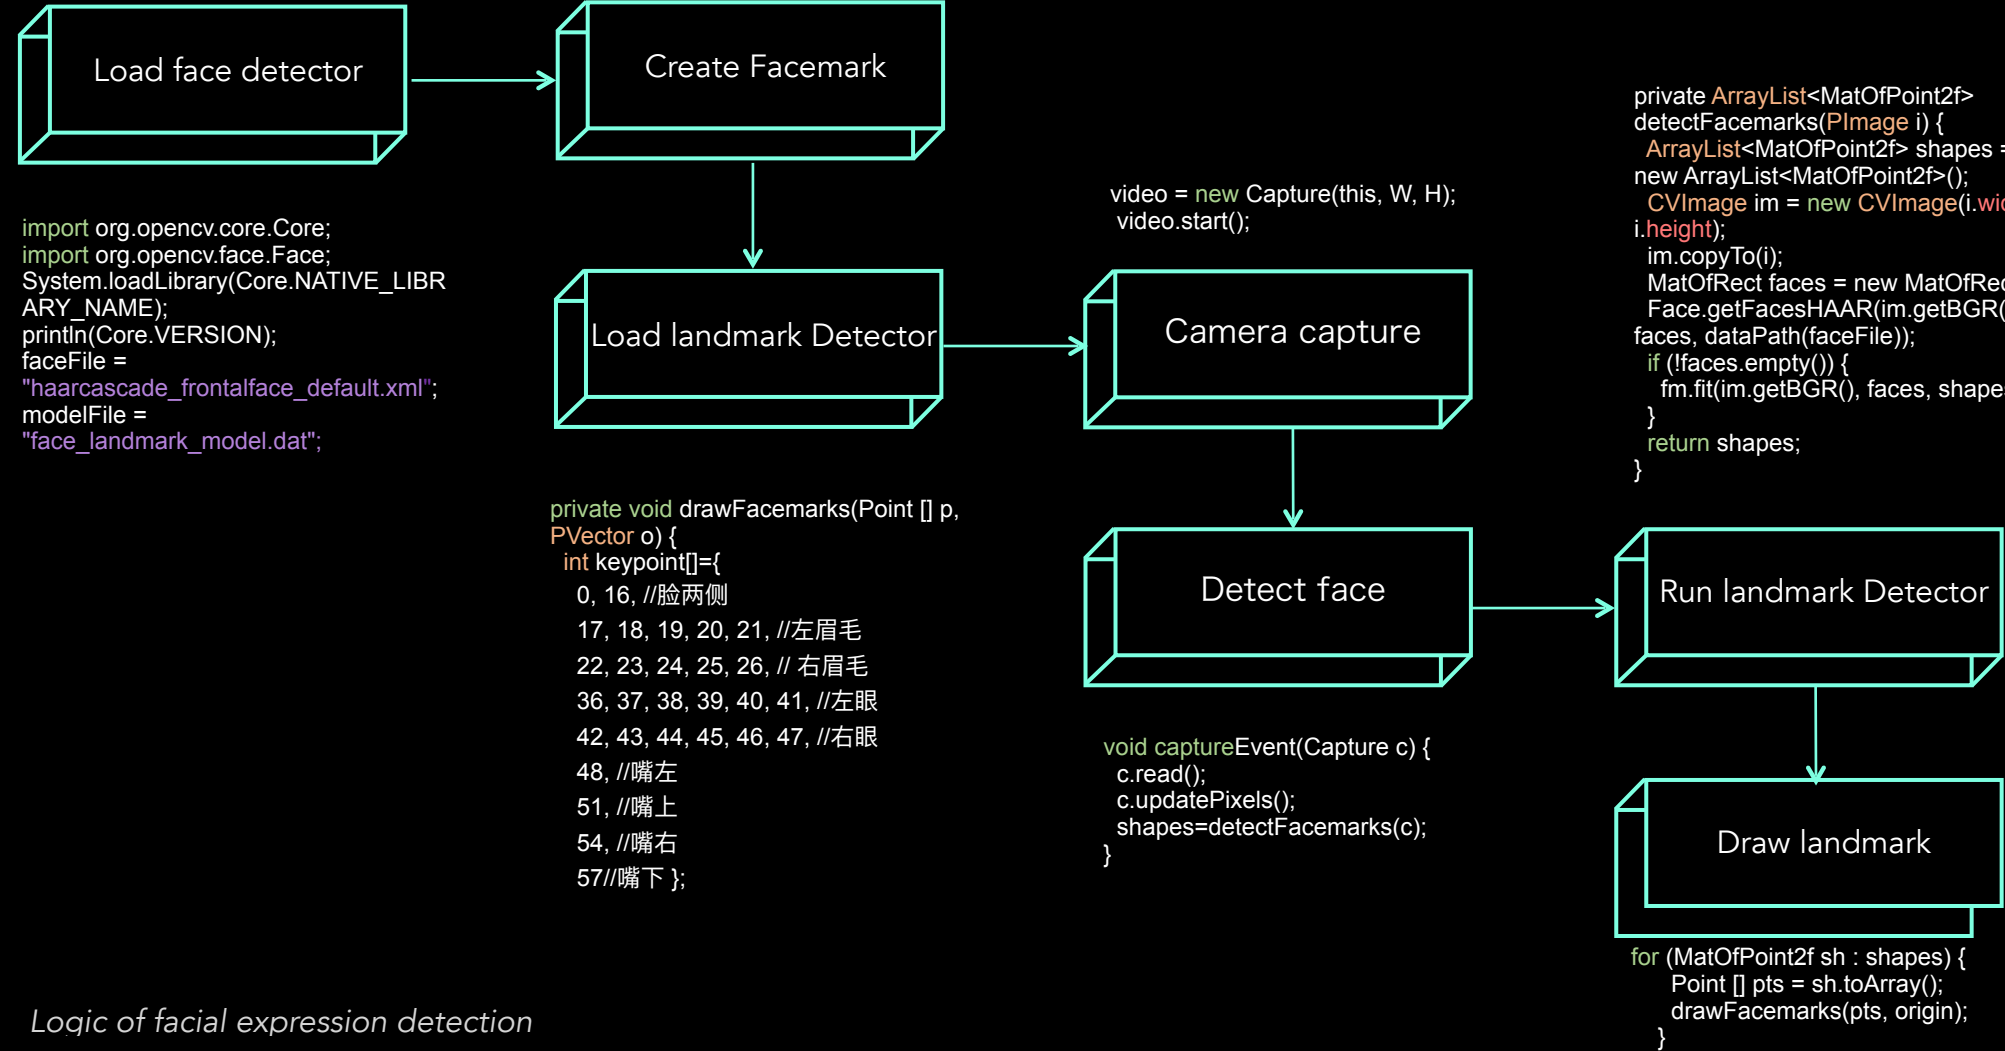 Load face detector
Create Facemark
import org.opencv.core.Core;
import org.opencv.face.Face;
System.loadLibrary(Core.NATIVE_LIBR
ARY_NAME);
println(Core.VERSION);
faceFile =
"haarcascade_frontalface_default.xml";
modelFile =
"face_landmark_model.dat";
Load landmark Detector
private void drawFacemarks(Point [] p,
PVector o) {
int keypoint[]={
0, 16, //脸两侧
17, 18, 19, 20, 21, //左眉毛
22, 23, 24, 25, 26, // 右眉毛
36, 37, 38, 39, 40, 41, //左眼
42, 43, 44, 45, 46, 47, //右眼
48, //嘴左
51, //嘴上
54, //嘴右
57//嘴下 };
video = new Capture(this, W, H);
video.start();
Camera capture
Detect face
void captureEvent(Capture c) {
c.read();
c.updatePixels();
shapes=detectFacemarks(c);
}
private ArrayList<MatOfPoint2f>
detectFacemarks(PImage i) {
ArrayList<MatOfPoint2f> shapes =
new ArrayList<MatOfPoint2f>();
CVImage im = new CVImage(i.
i.height);
im.copyTo(i);
MatOfRect faces = new
Face.getFacesHAAR(im.getBGR(
faces, dataPath(faceFile));
if (!faces.empty()) {
fm.fit(im.getBGR(), faces,
}
return shapes;
}
Run landmark Detector
Draw landmark
for (MatOfPoint2f sh : shapes) {
Point [] pts = sh.toArray();
drawFacemarks(pts, origin);
}
Logic of facial expression detection